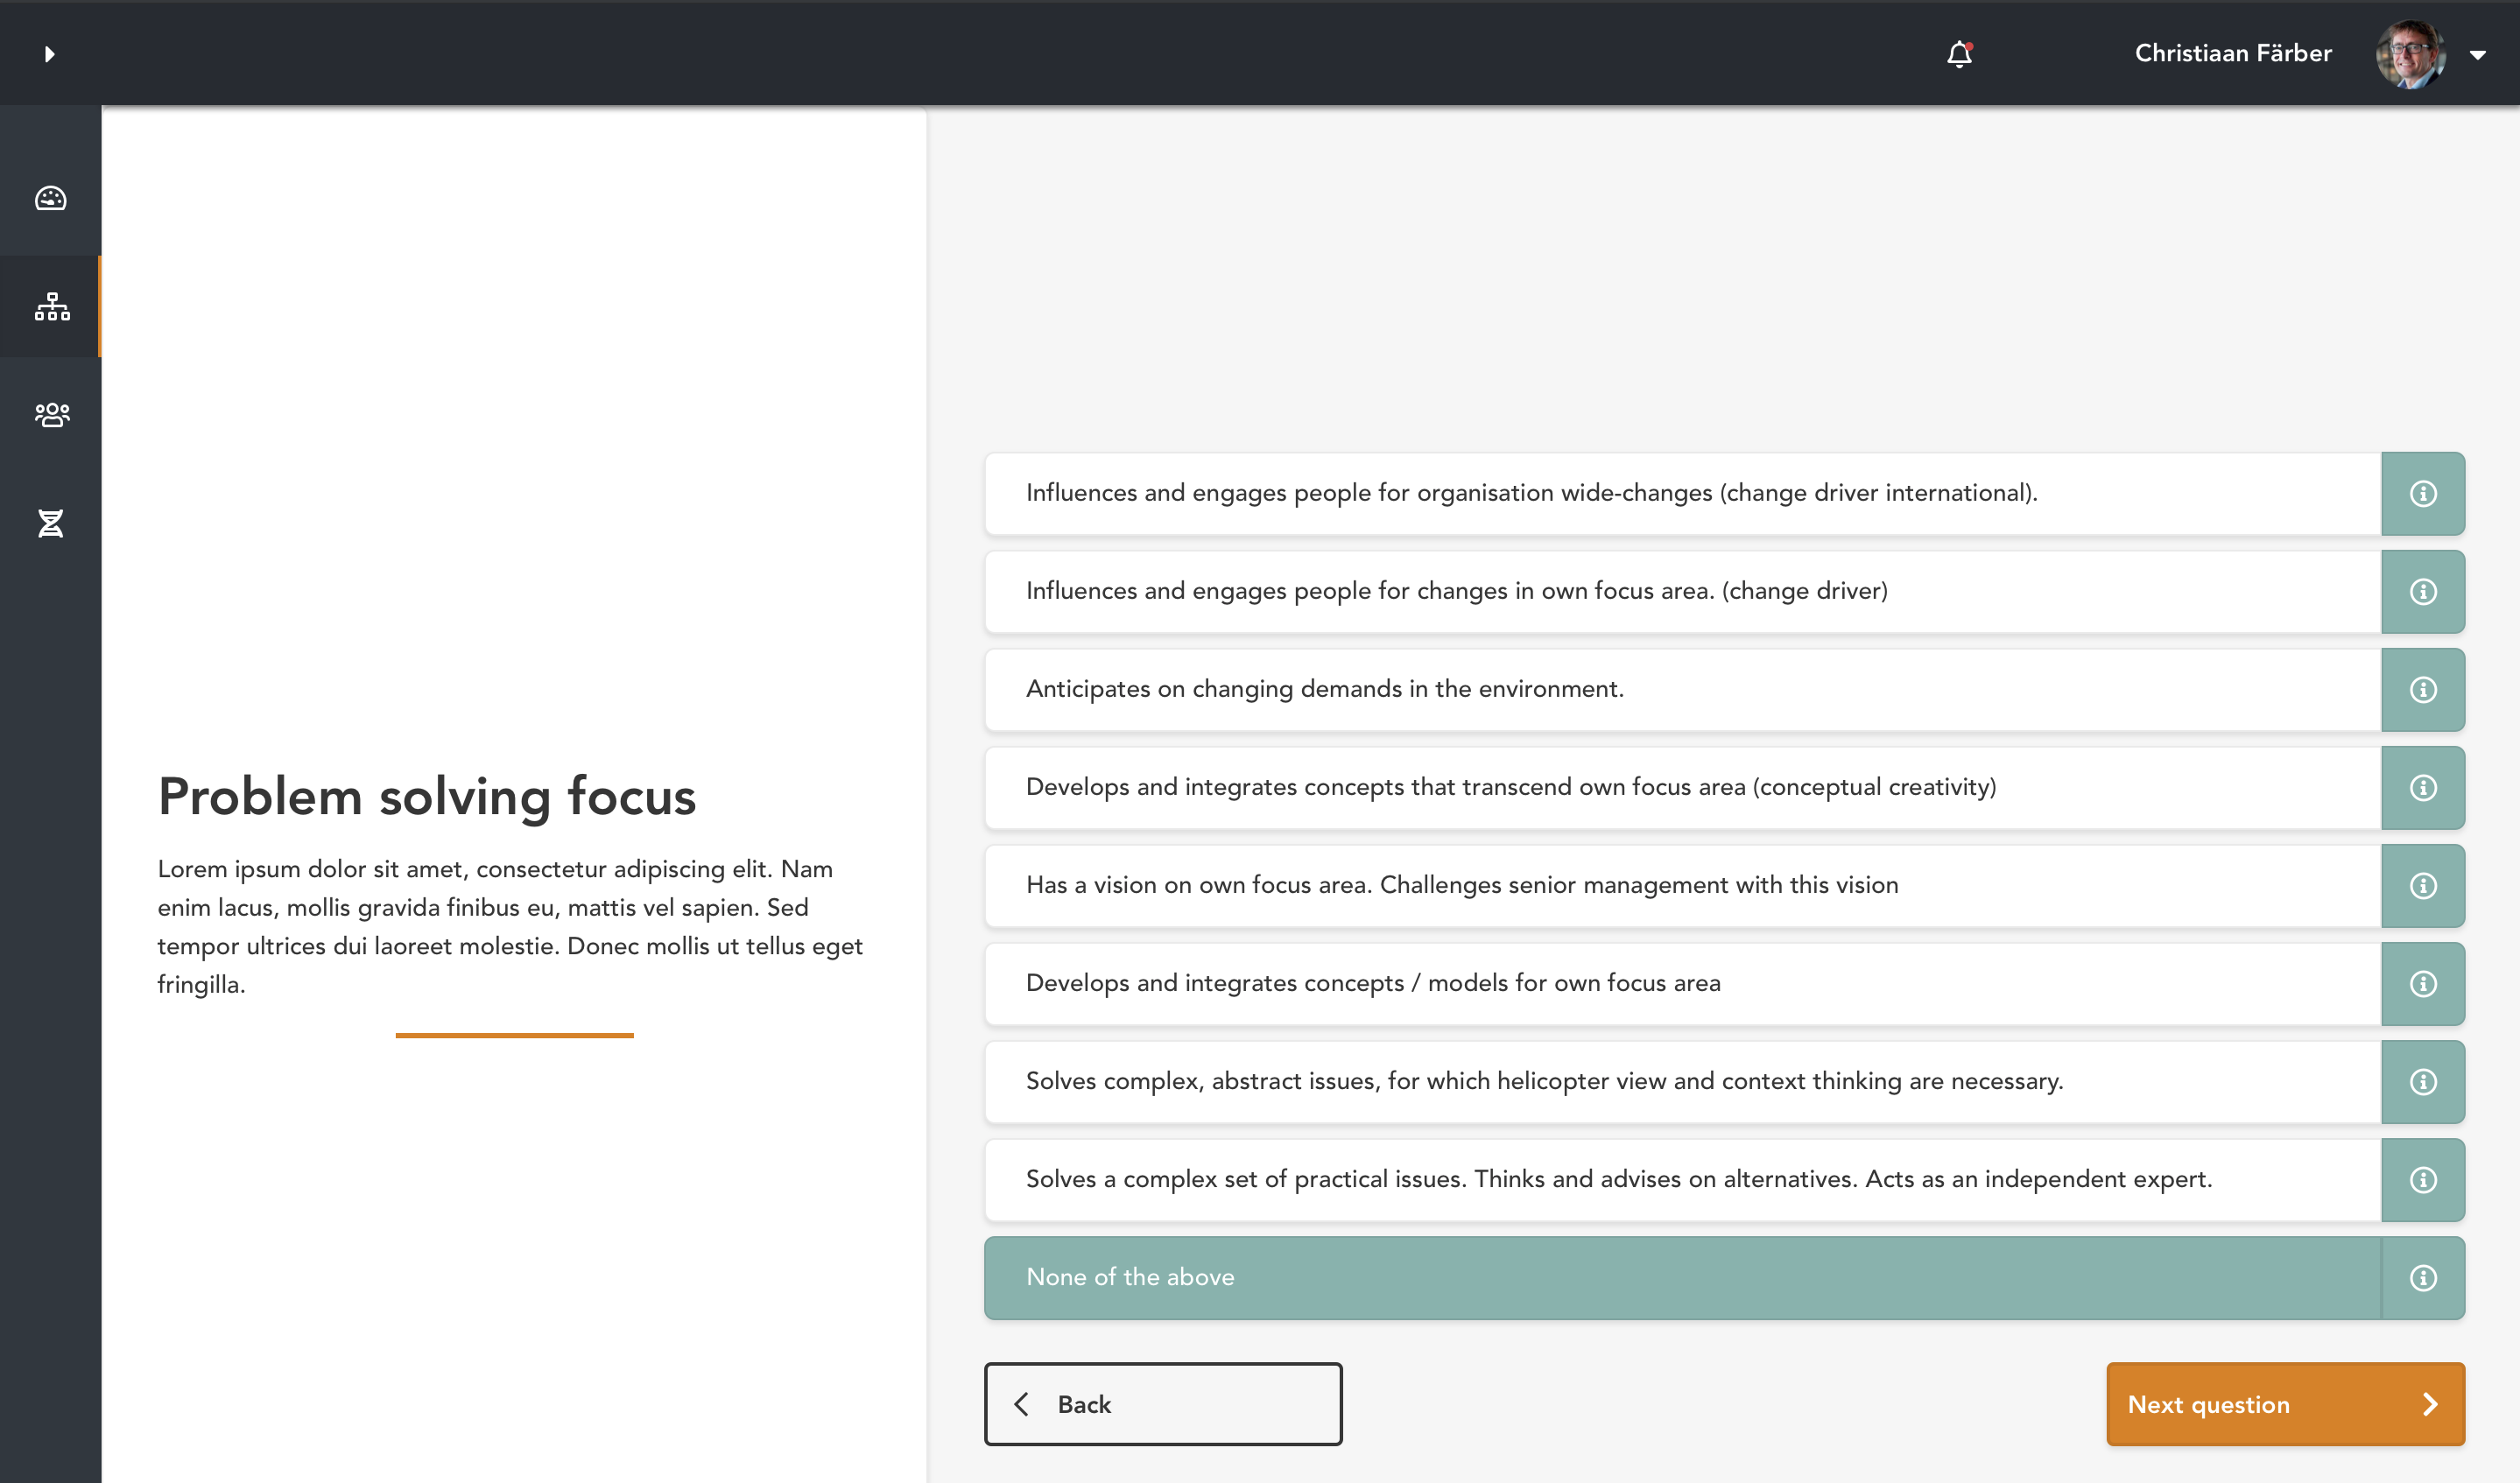 Christiaan Färber
Problem solving focus
Lorem ipsum dolor sit amet, consectetur adipiscing elit. Nam
enim lacus, mollis gravida finibus eu, mattis vel sapien. Sed
tempor ultrices dui laoreet molestie. Donec mollis ut tellus eget
fringilla.
Influences and engages people for organisation wide-changes (change driver international).
Influences and engages people for changes in own focus area. (change driver)
Anticipates on changing demands in the environment.
Develops and integrates concepts that transcend own focus area (conceptual creativity)
Has a vision on own focus area. Challenges senior management with this vision
Develops and integrates concepts / models for own focus area
Solves complex, abstract issues, for which helicopter view and context thinking are necessary.
Solves a complex set of practical issues. Thinks and advises on alternatives. Acts as an independent expert.
None of the above
Back
Next question